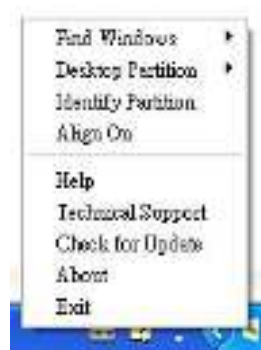 Find Windows
Desktop Partition
Identify Partition
Align On
Help
Technical Support
Check for Update
About
Exit